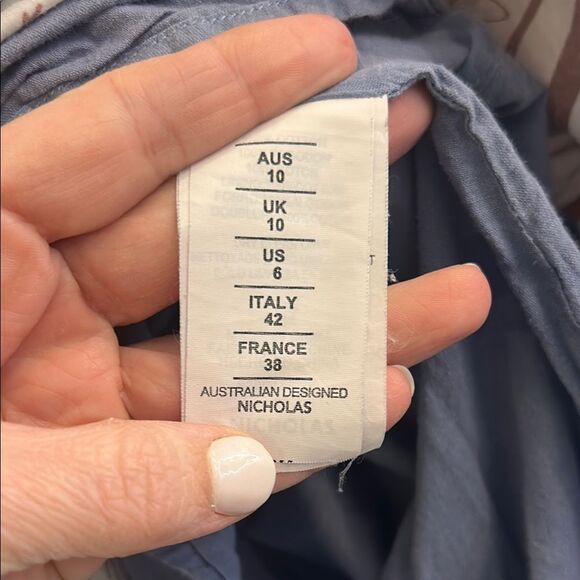 AUS
10
UK
10
US
6
ITALY
42
FRANCE
38
AUSTRALIAN DESIGNED
NICHOLAS